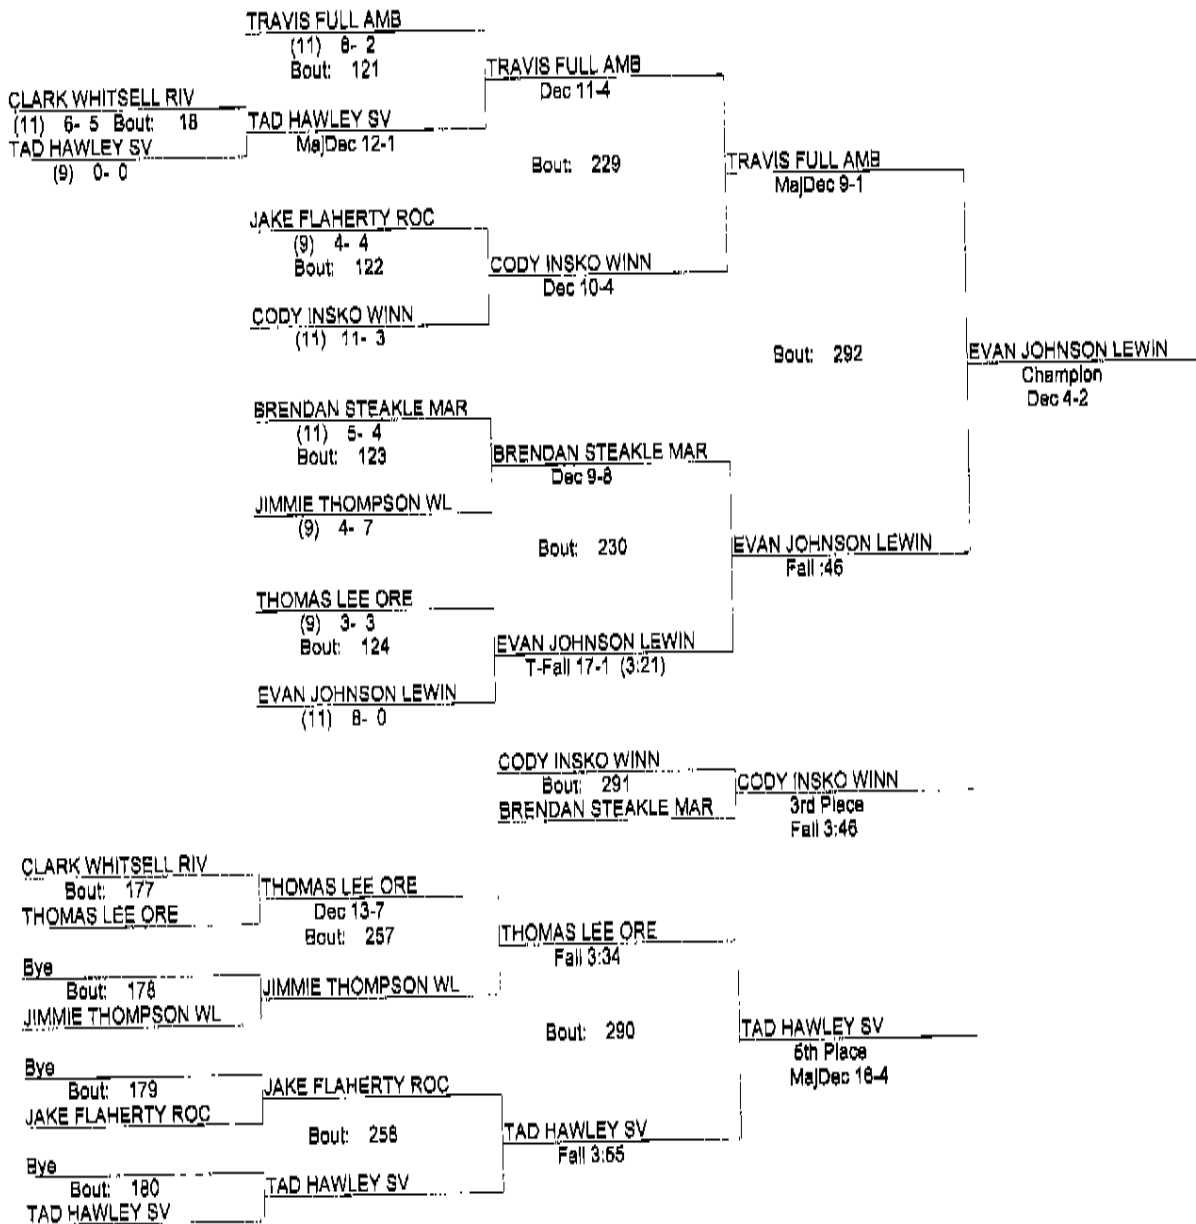 TRAVIS FULL AMB
(11) 8- 2
Bout: 121
TRAVIS FULL AMB
Dec 11-4
CLARK WHITSELL RIV
(11) 6- 5 Bout: 18
TAD HAWLEY SV
(9) 0- 0
TAD HAWLEY SV
MajDec 12-1
Bout: 229
TRAVIS FULL AMB
MajDec 9-1
JAKE FLAHERTY ROC
(9) 4- 4
Bout: 122
CODY INSKO WINN
Dec 10-4
CODY INSKO WINN
(11) 11- 3
Bout: 292
EVAN JOHNSON LEWIN
Champion
Dec 4-2
BRENDAN STEAKLE MAR
(11) 5- 4
Bout: 123
BRENDAN STEAKLE MAR
Dec 9-8
JIMMIE THOMPSON WL
(9) 4- 7
Bout: 230
EVAN JOHNSON LEWIN
Fall :46
THOMAS LEE ORE
(9) 3- 3
Bout: 124
EVAN JOHNSON LEWIN
T-Fall 17-1 (3:21)
EVAN JOHNSON LEWIN
(11) 8- 0
CODY INSKO WINN
Bout: 291
BRENDAN STEAKLE MAR
CODY INSKO WINN
3rd Place
Fall 3:46
CLARK WHITSELL RIV
Bout: 177
THOMAS LEE ORE
THOMAS LEE ORE
Dec 13-7
Bout: 257
THOMAS LEE ORE
Fall 3:34
Bye
Bout: 178
JIMMIE THOMPSON WL
JIMMIE THOMPSON WL
Bout: 290
TAD HAWLEY SV
5th Place
MajDec 16-4
Bye
Bout: 179
JAKE FLAHERTY ROC
JAKE FLAHERTY ROC
Bout: 258
TAD HAWLEY SV
Fall 3:55
Bye
Bout: 180
TAD HAWLEY SV
TAD HAWLEY SV